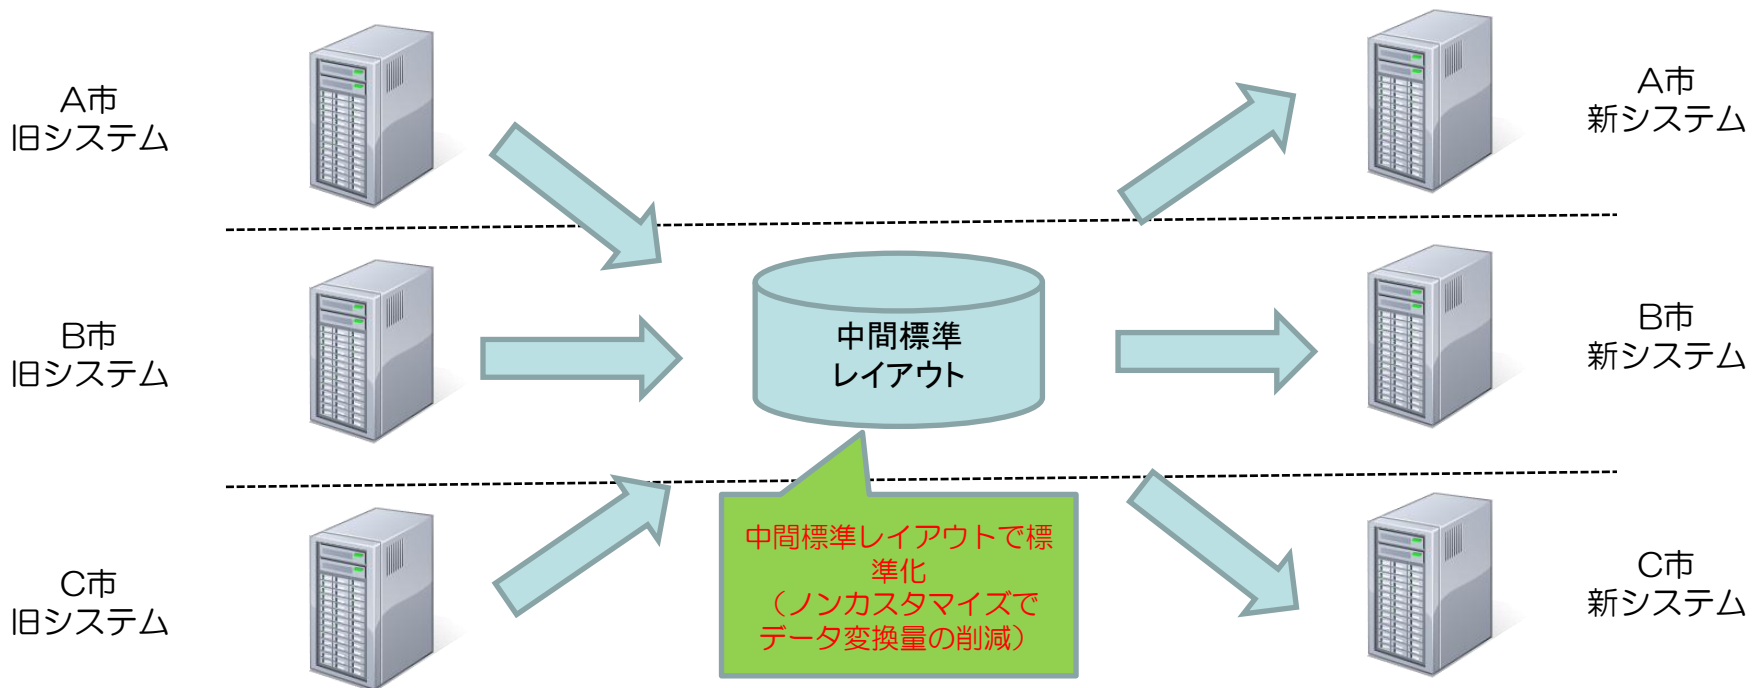 A市
旧システム
A市
新システム
B市
旧システム
中間標準
レイアウト
B市
新システム
中間標準レイアウトで標
準化
（ノンカスタマイズで
データ変換量の削減）
C市
旧システム
C市
新システム